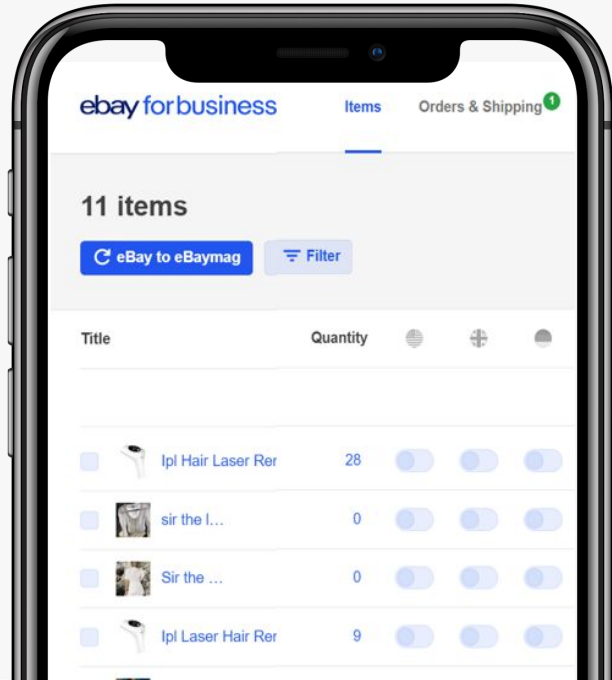 ebay for business
Items
Orders & Shipping 1
11 items
eBay to eBaymag
Filter
Title Quantity
Ipl Hair Laser Rer 28
sir the l... 0
Sir the ... 0
Ipl Laser Hair Rer 9